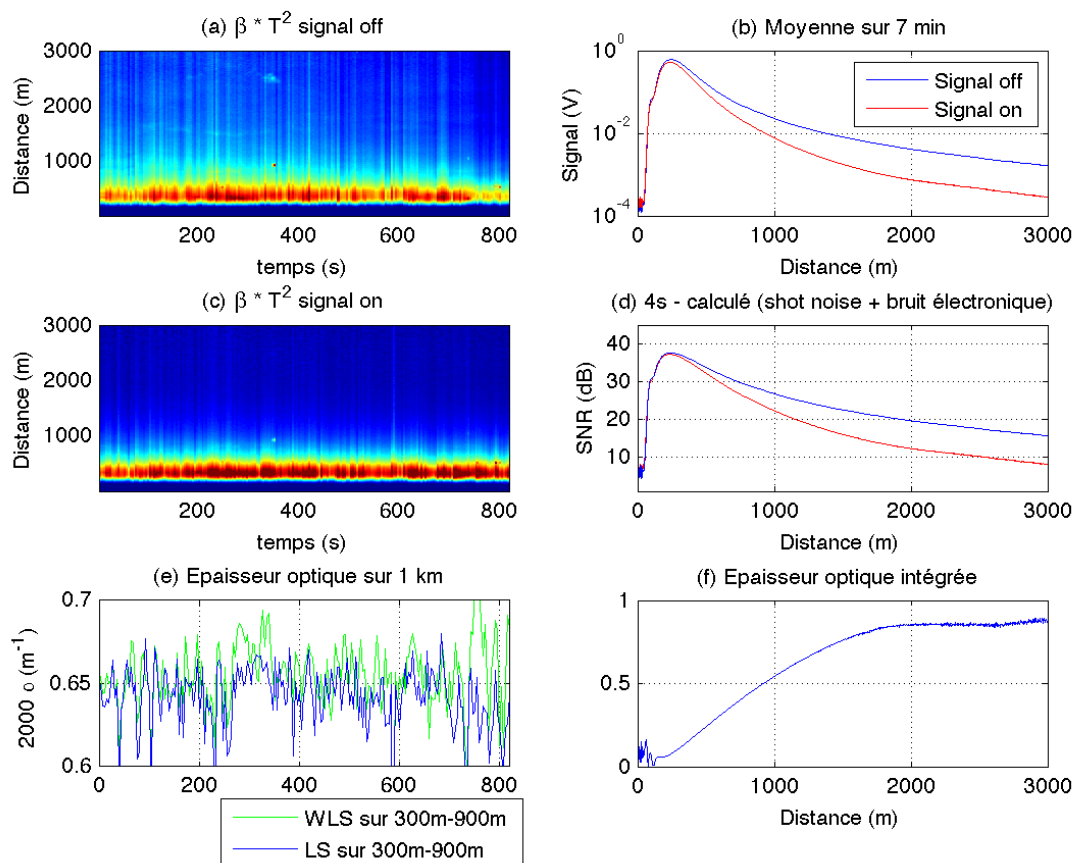 (a) β * T² signal off
3000
2000
1000
Distance (m)
200 400 600 800
temps (s)
(b) Moyenne sur 7 min
10⁰
10⁻²
10⁻⁴
Signal (V)
Signal off
Signal on
0 1000 2000 3000
Distance (m)
(c) β * T² signal on
3000
2000
1000
Distance (m)
200 400 600 800
temps (s)
(d) 4s - calculé (shot noise + bruit électronique)
40
30
20
10
SNR (dB)
0 1000 2000 3000
Distance (m)
(e) Epaisseur optique sur 1 km
0.7
0.65
0.6
(m⁻¹)
2000
0 200 400 600 800
WLS sur 300m-900m
LS sur 300m-900m
(f) Epaisseur optique intégrée
1
0.5
0
0 1000 2000 3000
Distance (m)